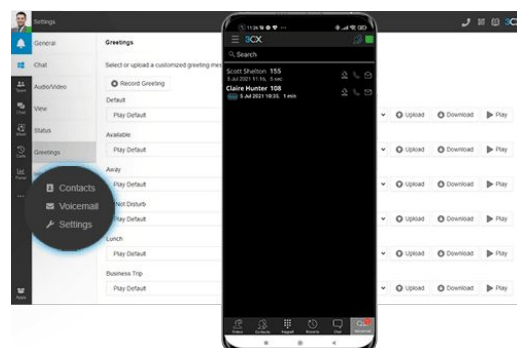 Settings
General
Chat
Audio/Video
View
Status
Greetings
Greetings
Select or upload a customized greeting mes
Record Greeting
Default
Play Default
Upload Download Play
Available
Play Default
Upload Download Play
Away
Play Default
Upload Download Play
Not Disturb
Play Default
Upload Download Play
Lunch
Play Default
Upload Download Play
Business Trip
Play Default
Upload Download Play
Contacts
Voicemail
Settings
Apps
3CX
Search
Scott Shelton 155
5 Jul 2021 11:16, 5 sec
Claire Hunter 108
5 Jul 2021 10:35, 1 min